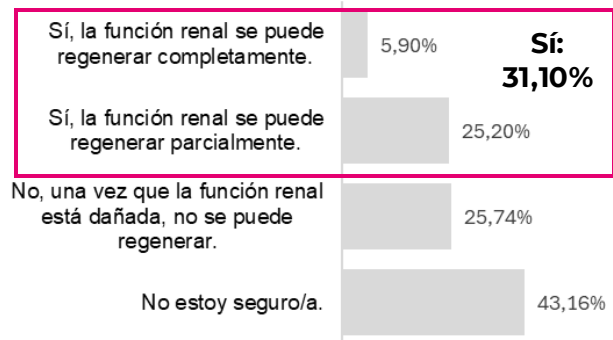 Sí, la función renal se puede
regenerar completamente.
5,90%
Sí:
31,10%
Sí, la función renal se puede
regenerar parcialmente.
25,20%
No, una vez que la función renal
está dañada, no se puede
regenerar.
25,74%
No estoy seguro/a.
43,16%